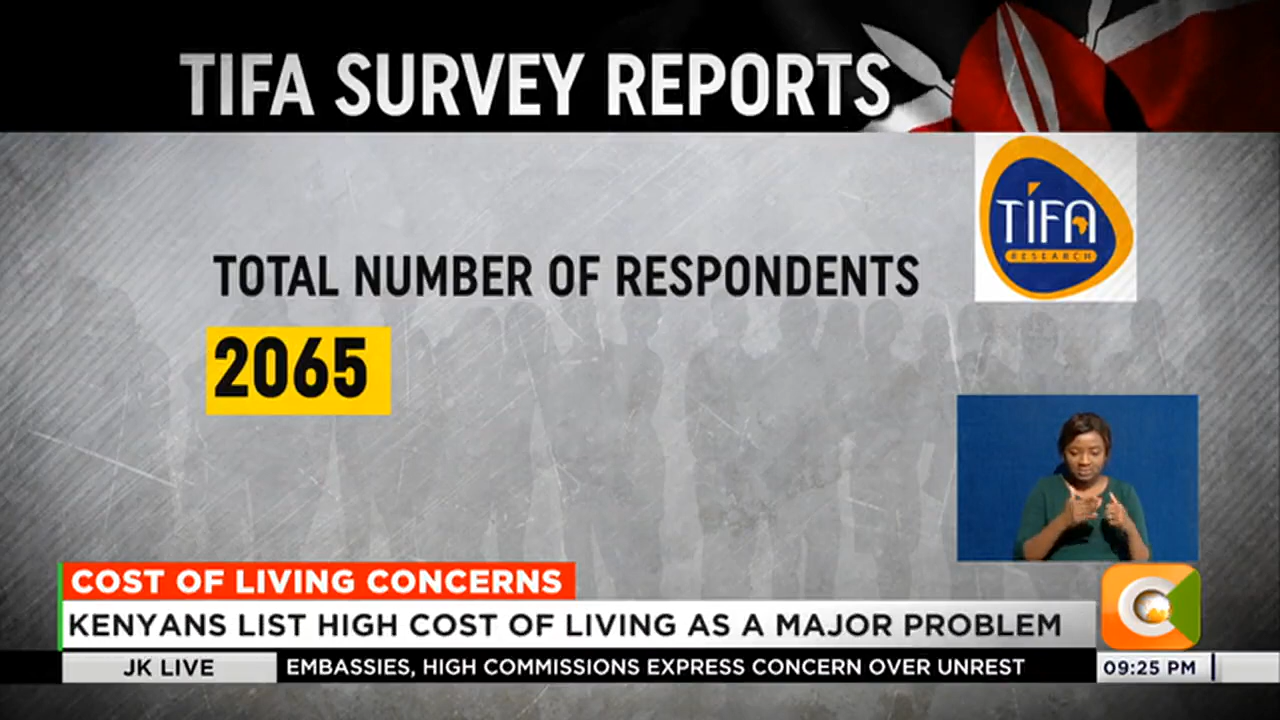 TIFA SURVEY REPORTS
TIFA
RESEARCH
TOTAL NUMBER OF RESPONDENTS
2065
COST OF LIVING CONCERNS
KENYANS LIST HIGH COST OF LIVING AS A MAJOR PROBLEM
JK LIVE
EMBASSIES, HIGH COMMISSIONS EXPRESS CONCERN OVER UNREST
09:25 PM